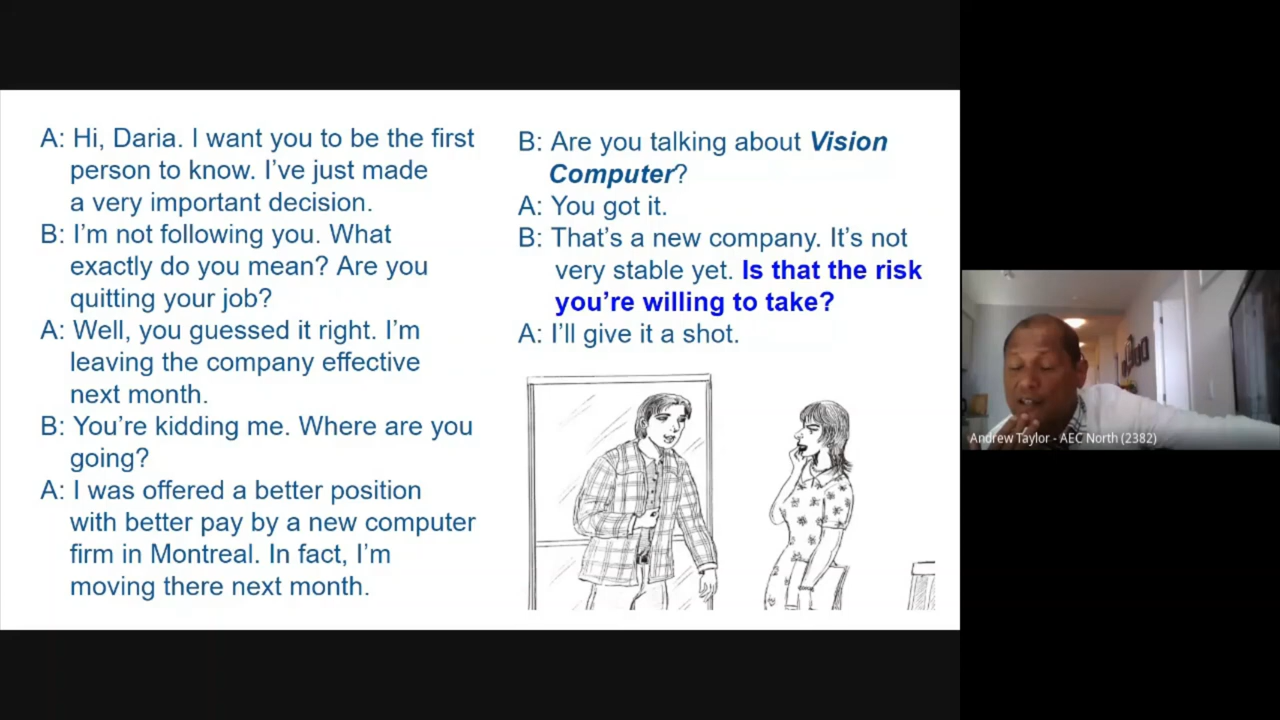 A: Hi, Daria. I want you to be the first
person to know. I've just made
a very important decision.
B: I'm not following you. What
exactly do you mean? Are you
quitting your job?
A: Well, you guessed it right. I'm
leaving the company effective
next month.
B: You're kidding me. Where are you
going?
A: I was offered a better position
with better pay by a new computer
firm in Montreal. In fact, I'm
moving there next month.
B: Are you talking about Vision
Computer?
A: You got it.
B: That's a new company. It's not
very stable yet. Is that the risk
you're willing to take?
A: I'll give it a shot.
Andrew Taylor - AEC North (2382)